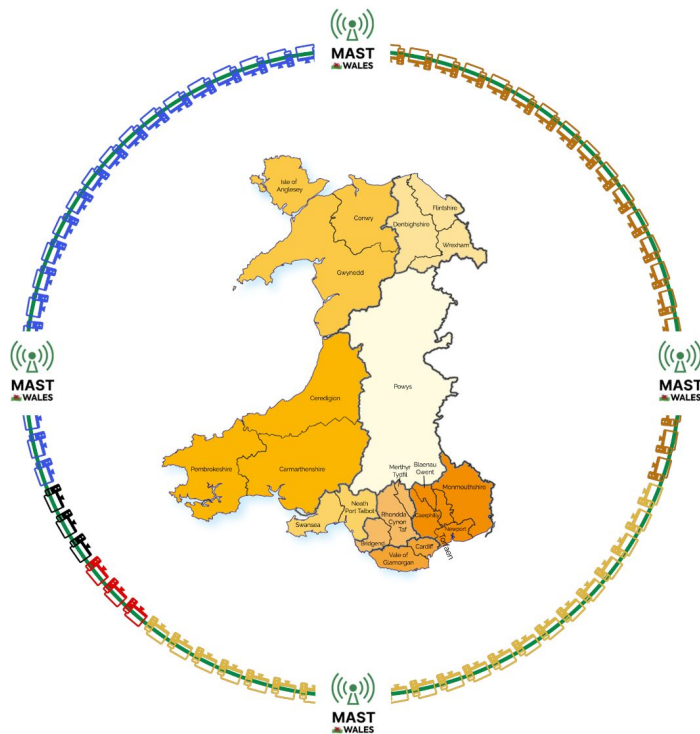 MAST
WALES
Isle of
Anglesey
Flintshire
Conwy
Denbighshire
Wrexham
Gwynedd
MAST
WALES
MAST
WALES
Powys
Ceredigion
Merthyr
Tydfil
Blaenau
Gwent
Pembrokeshire
Carmarthenshire
Monmouthshire
Neath
Port Talbot
Rhondda
Cynon
Taf
Caerphilly
Swansea
Newport
Torfaen
Bridgend
Cardiff
Vale of
Glamorgan
MAST
WALES